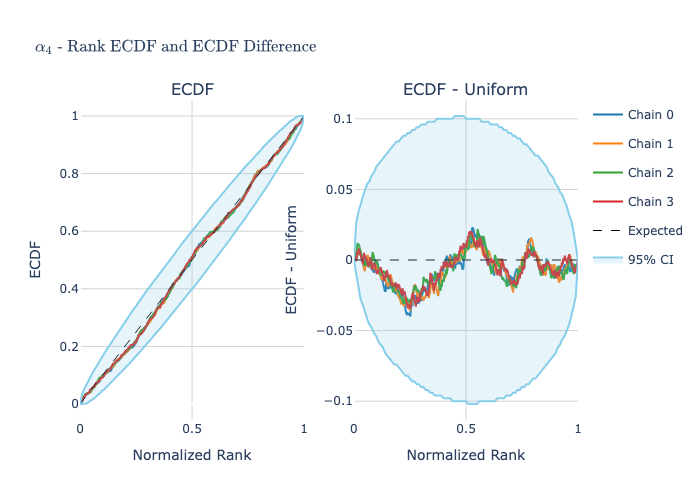 α₄ - Rank ECDF and ECDF Difference
ECDF
ECDF - Uniform
1
0.8
0.6
0.4
0.2
0
ECDF
0
0.5
1
Normalized Rank
0.1
0.05
0
−0.05
−0.1
ECDF - Uniform
0
0.5
1
Normalized Rank
Chain 0
Chain 1
Chain 2
Chain 3
Expected
95% CI